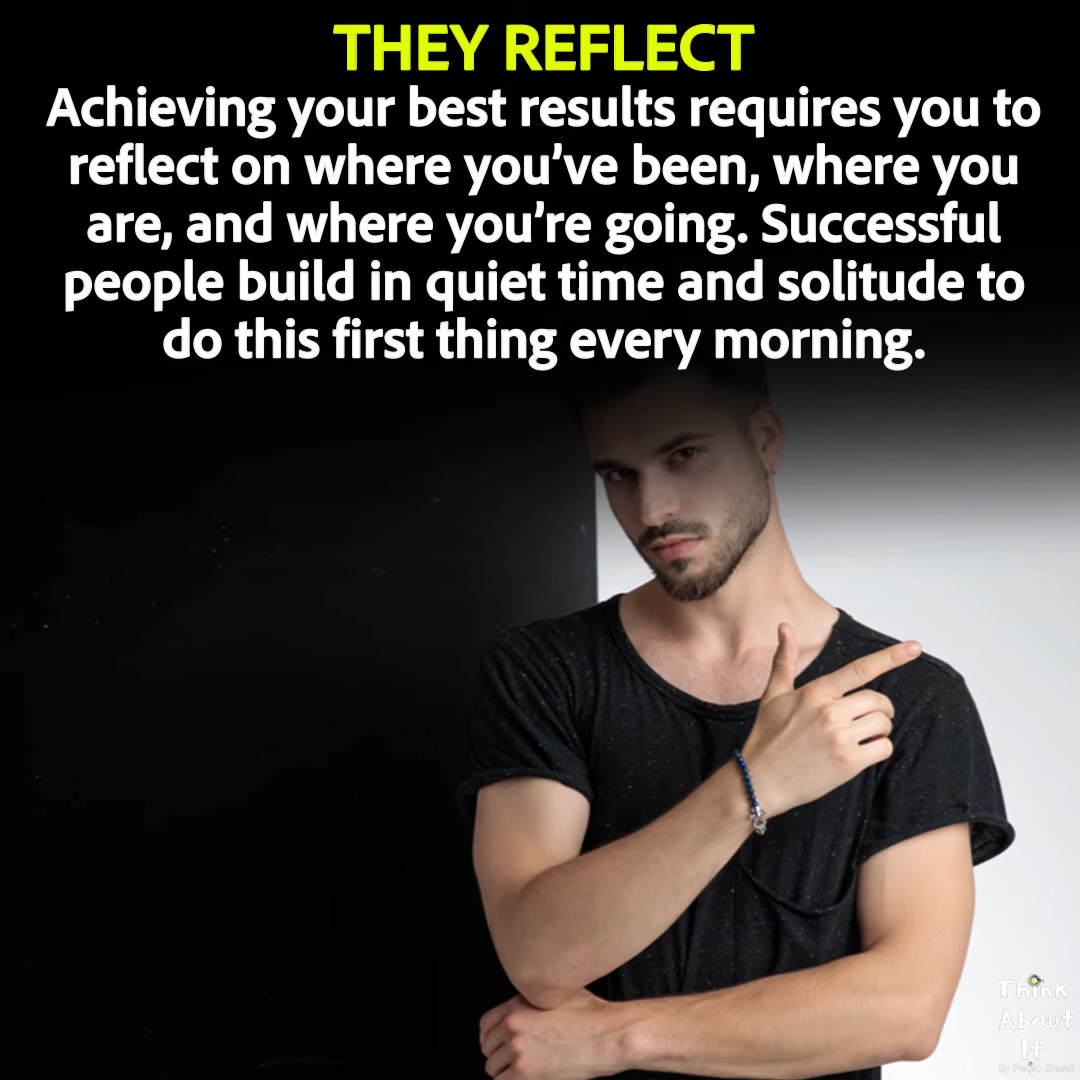 THEY REFLECT
Achieving your best results requires you to
reflect on where you’ve been, where you
are, and where you’re going. Successful
people build in quiet time and solitude to
do this first thing every morning.
Think
About
It